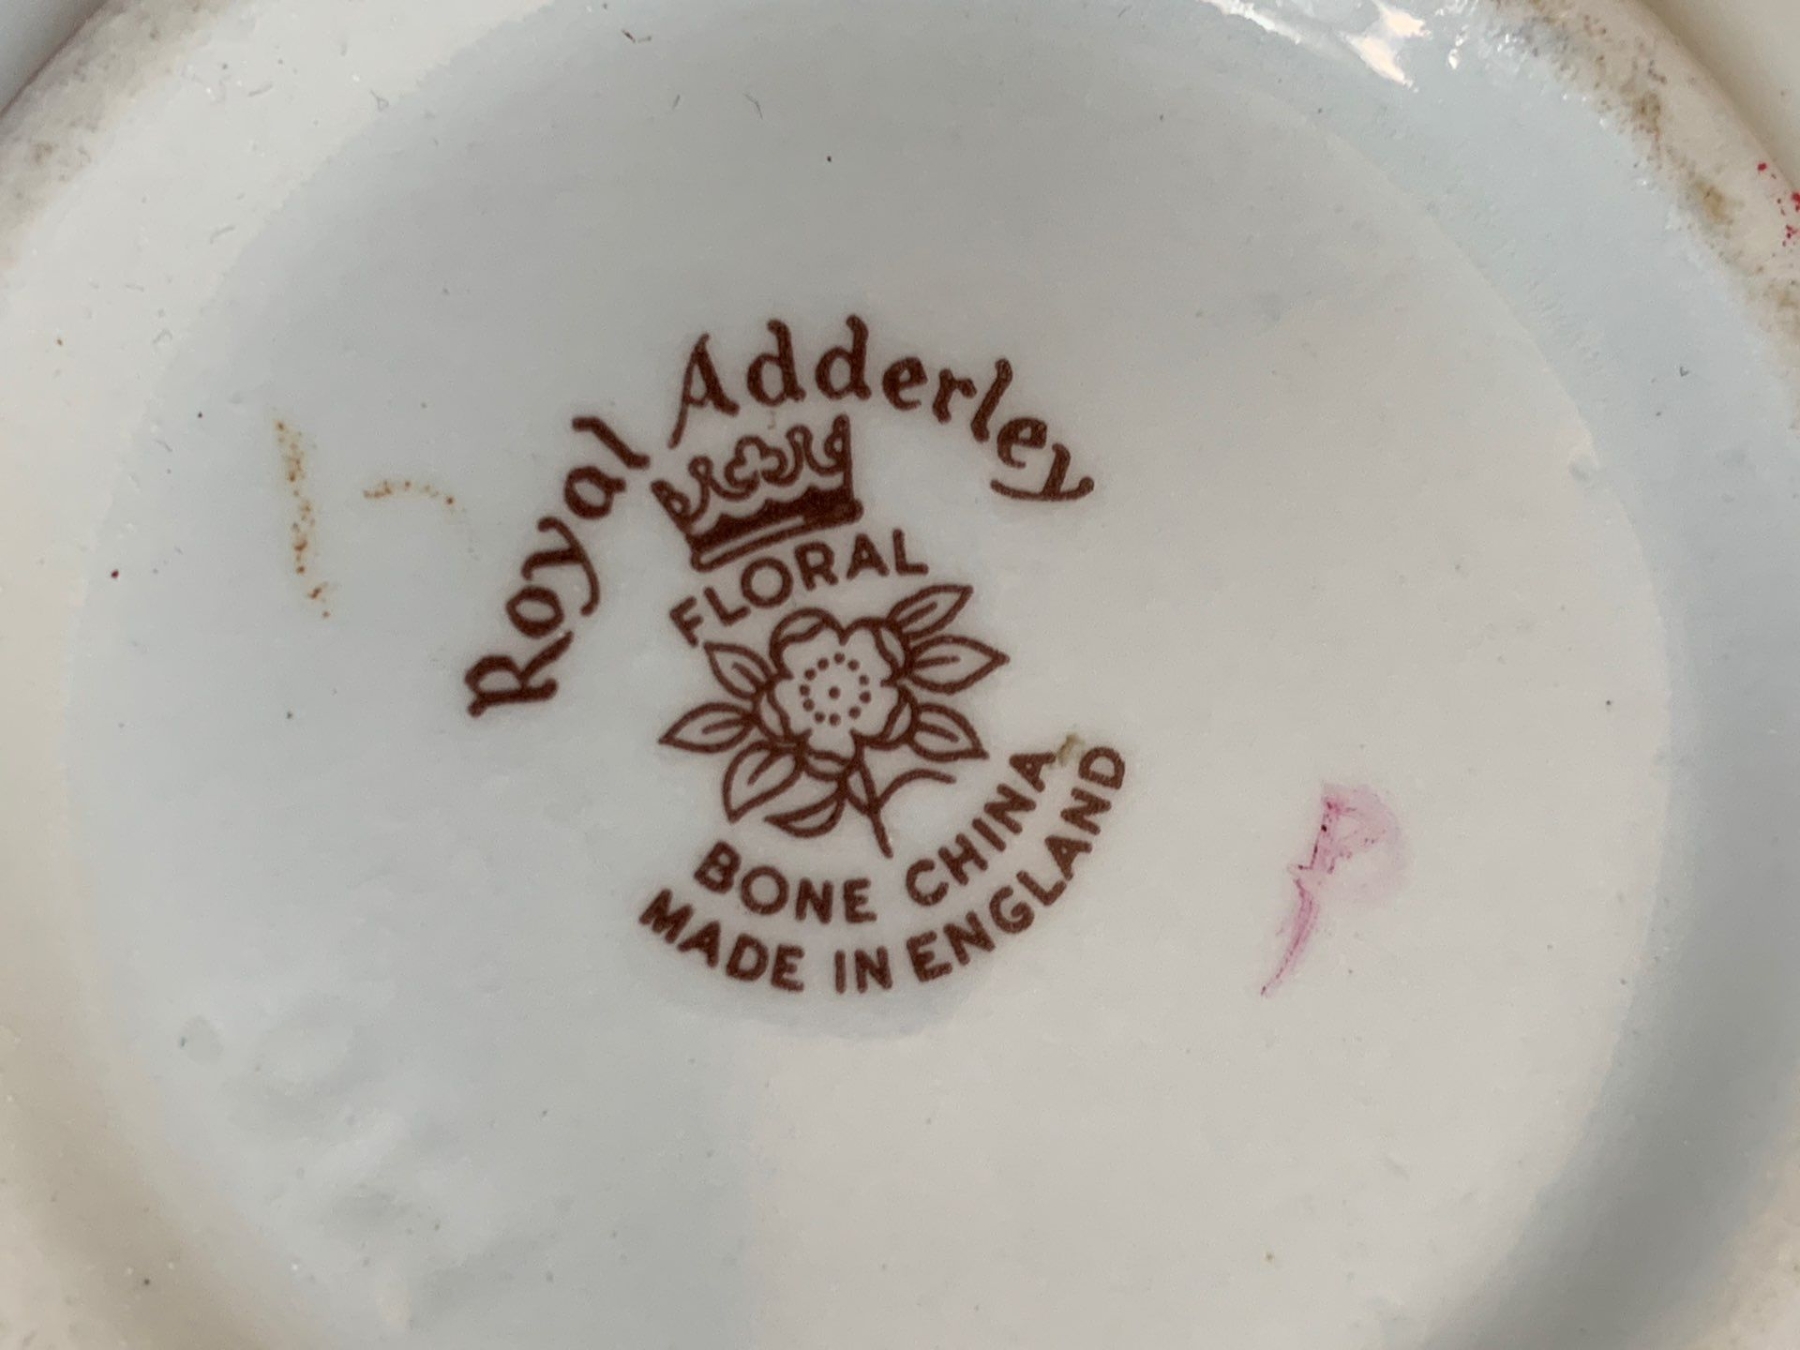 Royal Adderley
FLORAL
BONE CHINA
MADE IN ENGLAND